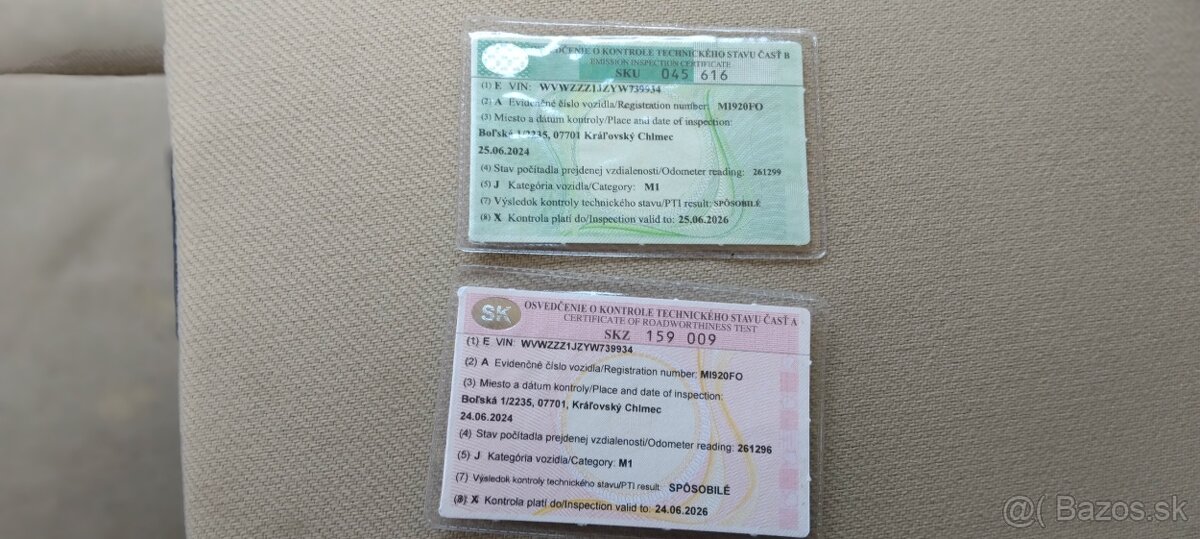 OSVEDČENIE O KONTROLE TECHNICKÉHO STAVU ČASŤ B
EMISSION INSPECTION CERTIFICATE
SKU 045 616
(1) E VIN: WVWZZZ1JZYW739934
(2) A Evidenčné číslo vozidla/Registration number: MI920FO
(3) Miesto a dátum kontroly/Place and date of inspection:
Boľská 1/2235, 07701 Kráľovský Chlmec
25.06.2024
(4) Stav počítadla prejdenej vzdialenosti/Odometer reading: 261299
(5) J Kategória vozidla/Category: M1
(7) Výsledok kontroly technického stavu/PTI result: SPÔSOBILÉ
(8) X Kontrola platí do/Inspection valid to: 25.06.2026
SK
OSVEDČENIE O KONTROLE TECHNICKÉHO STAVU ČASŤ A
CERTIFICATE OF ROADWORTHINESS TEST
SKZ 159 009
(1) E VIN: WVWZZZ1JZYW739934
(2) A Evidenčné číslo vozidla/Registration number: MI920FO
(3) Miesto a dátum kontroly/Place and date of inspection:
Boľská 1/2235, 07701, Kráľovský Chlmec
24.06.2024
(4) Stav počítadla prejdenej vzdialenosti/Odometer reading: 261296
(5) J Kategória vozidla/Category: M1
(7) Výsledok kontroly technického stavu/PTI result: SPÔSOBILÉ
(8) X Kontrola platí do/Inspection valid to: 24.06.2026
@( Bazos.sk